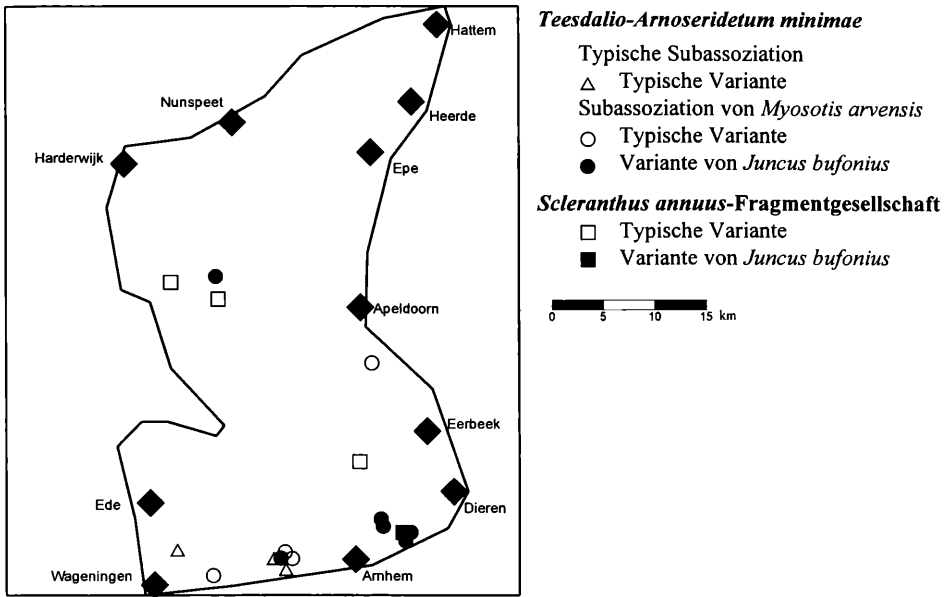 Hattem
Nunspeet
Heerde
Harderwijk
Epe
Apeldoorn
Eerbeek
Ede
Dieren
Wageningen
Arnhem
Teesdalio-Arnoseridetum minimae
Typische Subassoziation
Typische Variante
Subassoziation von Myosotis arvensis
Typische Variante
Variante von Juncus bufonius
Scleranthus annuus-Fragmentgesellschaft
Typische Variante
Variante von Juncus bufonius
0 5 10 15 km